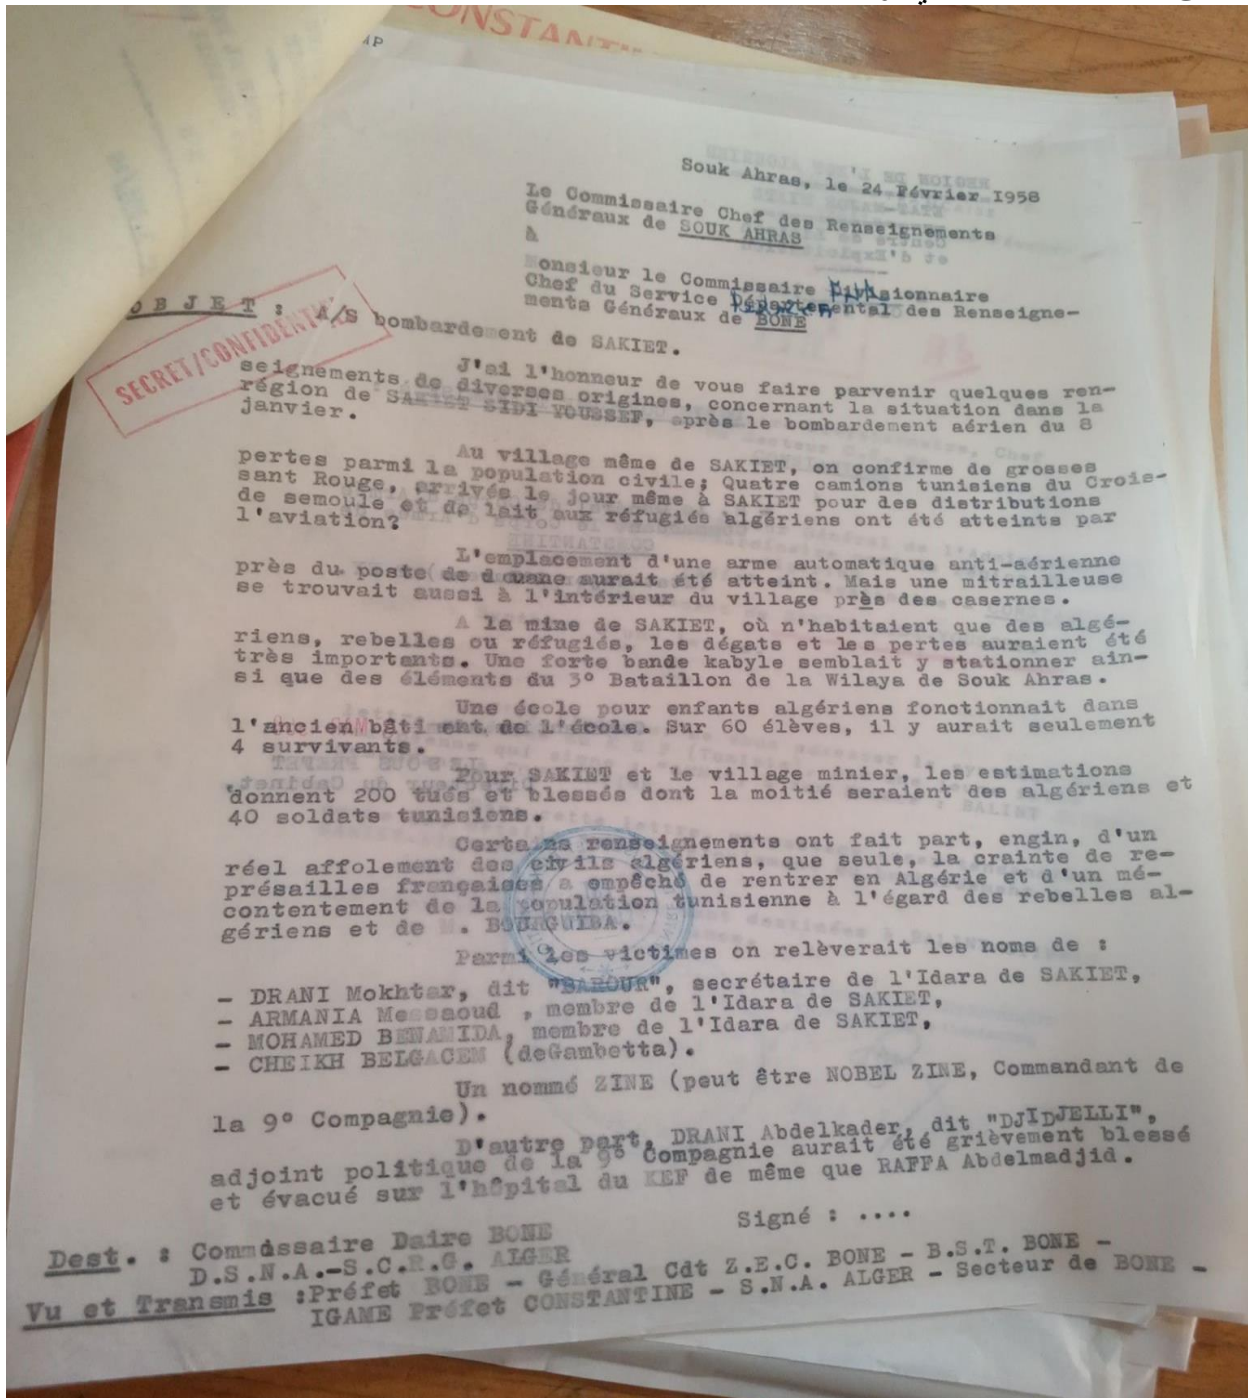 CONSTANTI
AP
Souk Ahras, le 24 Février I958
Le Commissaire Chef des Renseignements
Généraux de SOUK AHRAS
à
Monsieur le Commissaire
Chef du Service Départemental des Renseigne-
ments Généraux de BONE
OBJET : A/S bombardement de SAKIET.
SECRET/CONFIDENTIEL
J'ai l'honneur de vous faire parvenir quelques ren-
seignements de diverses origines, concernant la situation dans la
région de SAKIET SIDI YOUSSEF, après le bombardement aérien du 8
janvier.
Au village même de SAKIET, on confirme de grosses
pertes parmi la population civile; Quatre camions tunisiens du Crois-
sant Rouge, arrivés le jour même à SAKIET pour des distributions
de semoule et de lait aux réfugiés algériens ont été atteints par
l'aviation?
L'emplacement d'une arme automatique anti-aérienne
près du poste de douane aurait été atteint. Mais une mitrailleuse
se trouvait aussi à l'intérieur du village près des casernes.
A la mine de SAKIET, où n'habitaient que des algé-
riens, rebelles ou réfugiés, les dégats et les pertes auraient été
très importants. Une forte bande kabyle semblait y stationner ain-
si que des éléments du 3° Bataillon de la Wilaya de Souk Ahras.
Une école pour enfants algériens fonotionnait dans
l'ancien bâtiment de l'école. Sur 60 élèves, il y aurait seulement
4 survivants.
Pour SAKIET et le village minier, les estimations
donnent 200 tués et blessés dont la moitié seraient des algériens et
40 soldats tunisiens.
Certains renseignements ont fait part, engin, d'un
réel affolement des civils algériens, que seule, la crainte de re-
présailles françaises a empêché de rentrer en Algérie et d'un mé-
contentement de la population tunisienne à l'égard des rebelles al-
gériens et de M. BOURGUIBA.
Parmi les victimes on relèverait les noms de :
- DRANI Mokhtar, dit "BAROUR", secrétaire de l'Idara de SAKIET,
- ARMANIA Messaoud , membre de l'Idara de SAKIET,
- MOHAMED BENAMIDA, membre de l'Idara de SAKIET,
- CHEIKH BELGACEM (deGambetta).
Un nommé ZINE (peut être NOBEL ZINE, Commandant de
la 9° Compagnie).
D'autre part, DRANI Abdelkader, dit "DJIDJELLI",
adjoint politique de la 9° Compagnie aurait été grièvement blessé
et évacué sur l'hôpital du KEF de même que RAFFA Abdelmadjid.
Signé : ....
Dest. : Commissaire Daire BONE
D.S.N.A.-S.C.R.G. ALGER
Vu et Transmis :Préfet BONE - Général Cdt Z.E.C. BONE - B.S.T. BONE -
IGAME Préfet CONSTANTINE - S.N.A. ALGER - Secteur de BONE -